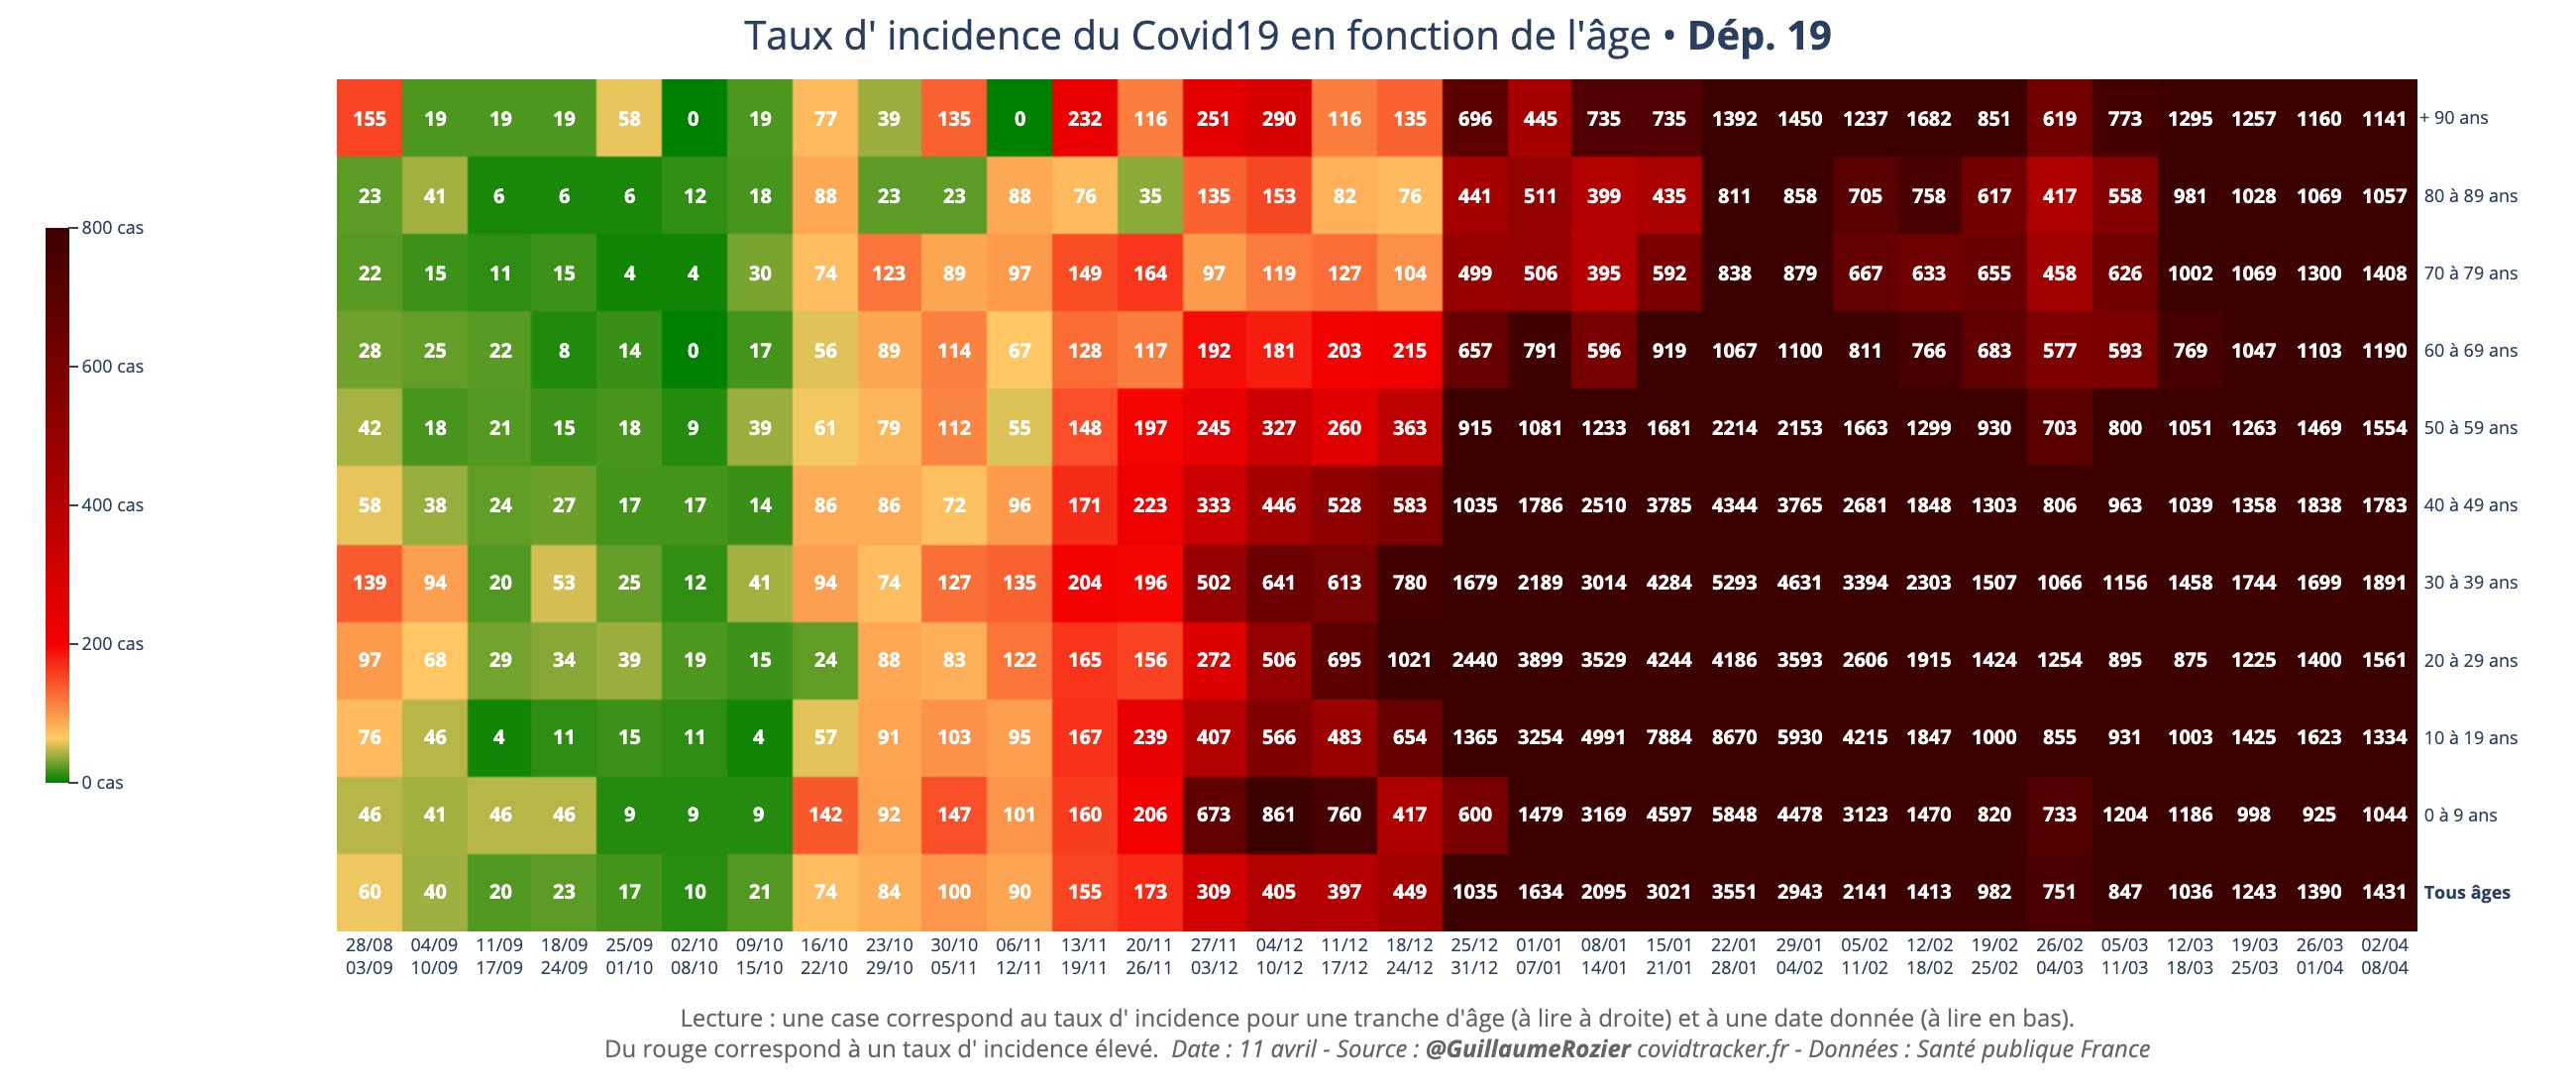 Taux d' incidence du Covid19 en fonction de l'âge • Dép. 19
800 cas
600 cas
400 cas
200 cas
0 cas
155 19 19 19 58 0 19 77 39 135 0 232 116 251 290 116 135 696 445 735 735 1392 1450 1237 1682 851 619 773 1295 1257 1160 1141 + 90 ans
23 41 6 6 6 12 18 88 23 23 88 76 35 135 153 82 76 441 511 399 435 811 858 705 758 617 417 558 981 1028 1069 1057 80 à 89 ans
22 15 11 15 4 4 30 74 123 89 97 149 164 97 119 127 104 499 506 395 592 838 879 667 633 655 458 626 1002 1069 1300 1408 70 à 79 ans
28 25 22 8 14 0 17 56 89 114 67 128 117 192 181 203 215 657 791 596 919 1067 1100 811 766 683 577 593 769 1047 1103 1190 60 à 69 ans
42 18 21 15 18 9 39 61 79 112 55 148 197 245 327 260 363 915 1081 1233 1681 2214 2153 1663 1299 930 703 800 1051 1263 1469 1554 50 à 59 ans
58 38 24 27 17 17 14 86 86 72 96 171 223 333 446 528 583 1035 1786 2510 3785 4344 3765 2681 1848 1303 806 963 1039 1358 1838 1783 40 à 49 ans
139 94 20 53 25 12 41 94 74 127 135 204 196 502 641 613 780 1679 2189 3014 4284 5293 4631 3394 2303 1507 1066 1156 1458 1744 1699 1891 30 à 39 ans
97 68 29 34 39 19 15 24 88 83 122 165 156 272 506 695 1021 2440 3899 3529 4244 4186 3593 2606 1915 1424 1254 895 875 1225 1400 1561 20 à 29 ans
76 46 4 11 15 11 4 57 91 103 95 167 239 407 566 483 654 1365 3254 4991 7884 8670 5930 4215 1847 1000 855 931 1003 1425 1623 1334 10 à 19 ans
46 41 46 46 9 9 9 142 92 147 101 160 206 673 861 760 417 600 1479 3169 4597 5848 4478 3123 1470 820 733 1204 1186 998 925 1044 0 à 9 ans
60 40 20 23 17 10 21 74 84 100 90 155 173 309 405 397 449 1035 1634 2095 3021 3551 2943 2141 1413 982 751 847 1036 1243 1390 1431 Tous âges
28/08 04/09 11/09 18/09 25/09 02/10 09/10 16/10 23/10 30/10 06/11 13/11 20/11 27/11 04/12 11/12 18/12 25/12 01/01 08/01 15/01 22/01 29/01 05/02 12/02 19/02 26/02 05/03 12/03 19/03 26/03 02/04
03/09 10/09 17/09 24/09 01/10 08/10 15/10 22/10 29/10 05/11 12/11 19/11 26/11 03/12 10/12 17/12 24/12 31/12 07/01 14/01 21/01 28/01 04/02 11/02 18/02 25/02 04/03 11/03 18/03 25/03 01/04 08/04
Lecture : une case correspond au taux d' incidence pour une tranche d'âge (à lire à droite) et à une date donnée (à lire en bas).
Du rouge correspond à un taux d' incidence élevé. Date : 11 avril - Source : @GuillaumeRozier covidtracker.fr - Données : Santé publique France